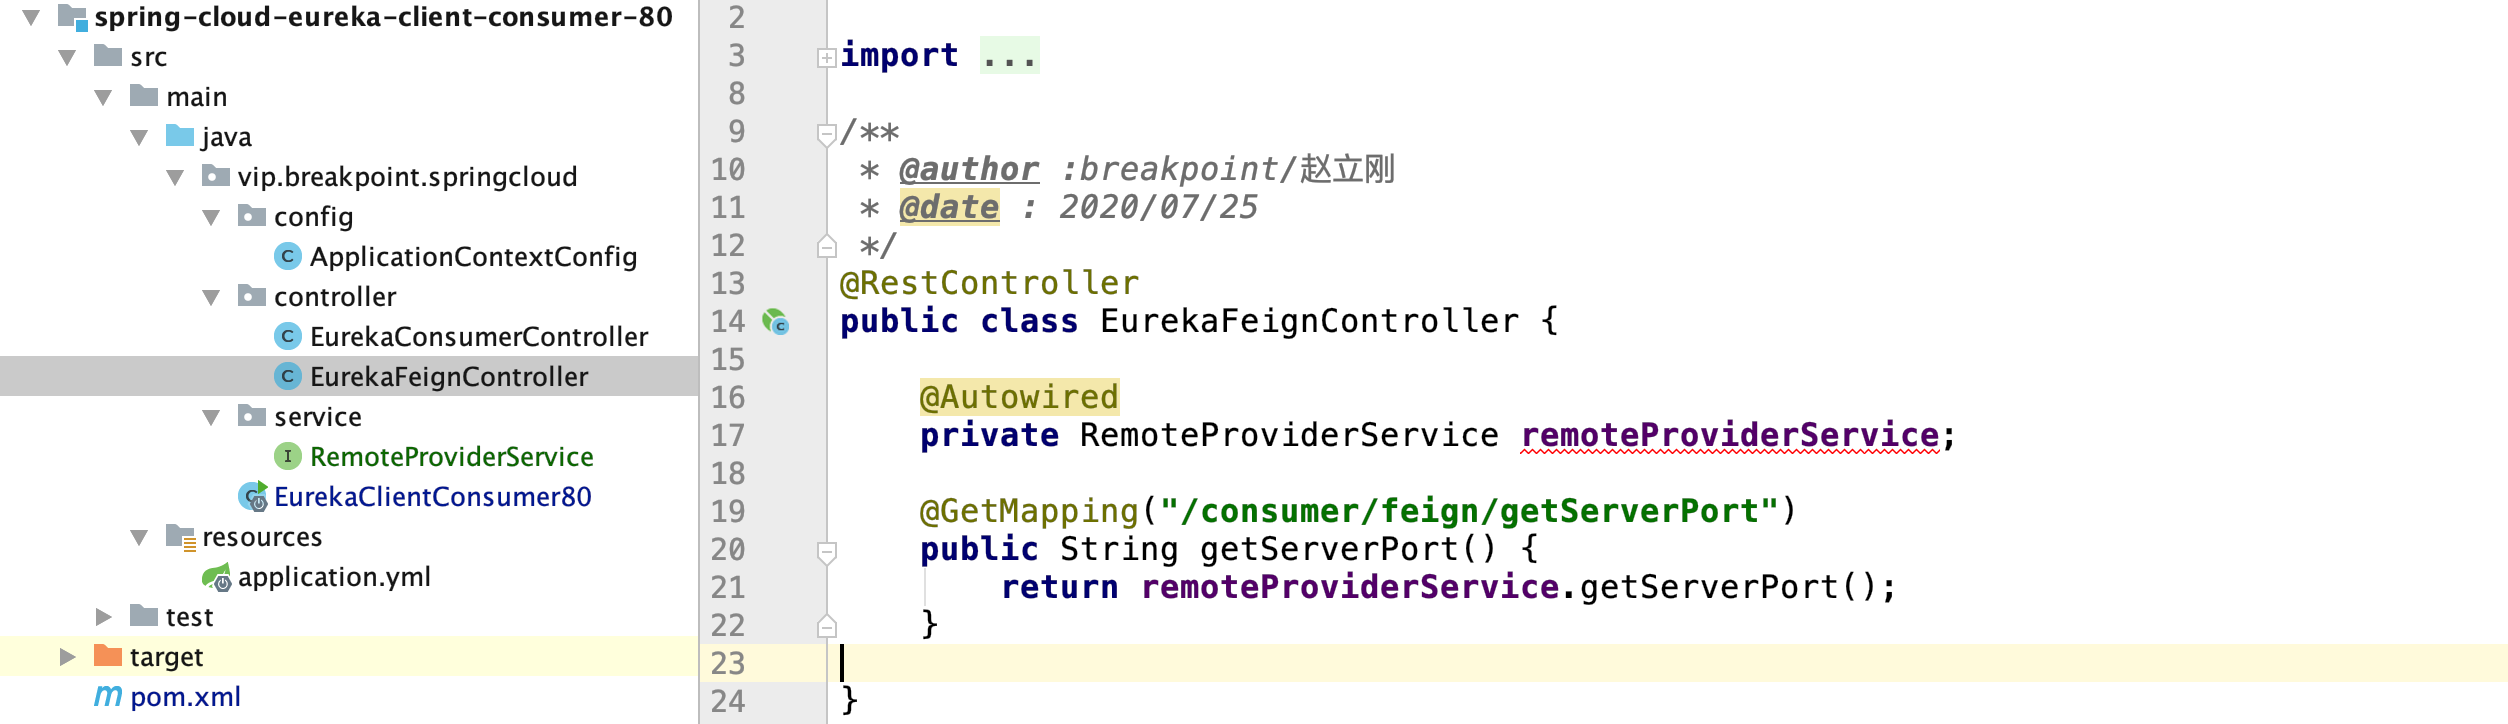 spring-cloud-eureka-client-consumer-80
src
main
java
vip.breakpoint.springcloud
config
C ApplicationContextConfig
controller
C EurekaConsumerController
C EurekaFeignController
service
I RemoteProviderService
C EurekaClientConsumer80
resources
application.yml
test
target
m pom.xml
2
3 import ...
8
9 /**
10 * @author :breakpoint/赵立刚
11 * @date : 2020/07/25
12 */
13 @RestController
14 public class EurekaFeignController {
15
16 @Autowired
17 private RemoteProviderService remoteProviderService;
18
19 @GetMapping("/consumer/feign/getServerPort")
20 public String getServerPort() {
21 return remoteProviderService.getServerPort();
22 }
23
24 }